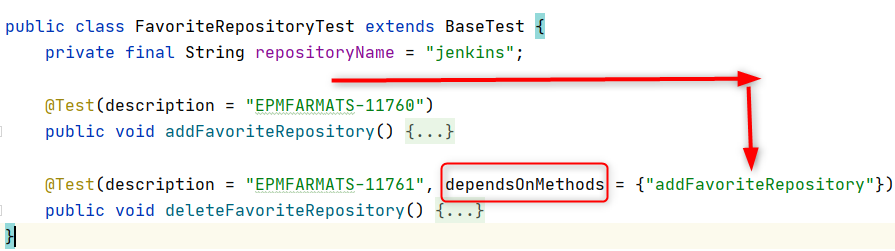 public class FavoriteRepositoryTest extends BaseTest {
private final String repositoryName = "jenkins";
@Test(description = "EPMFARMATS-11760")
public void addFavoriteRepository() {...}
@Test(description = "EPMFARMATS-11761", dependsOnMethods = {"addFavoriteRepository"})
public void deleteFavoriteRepository() {...}
}